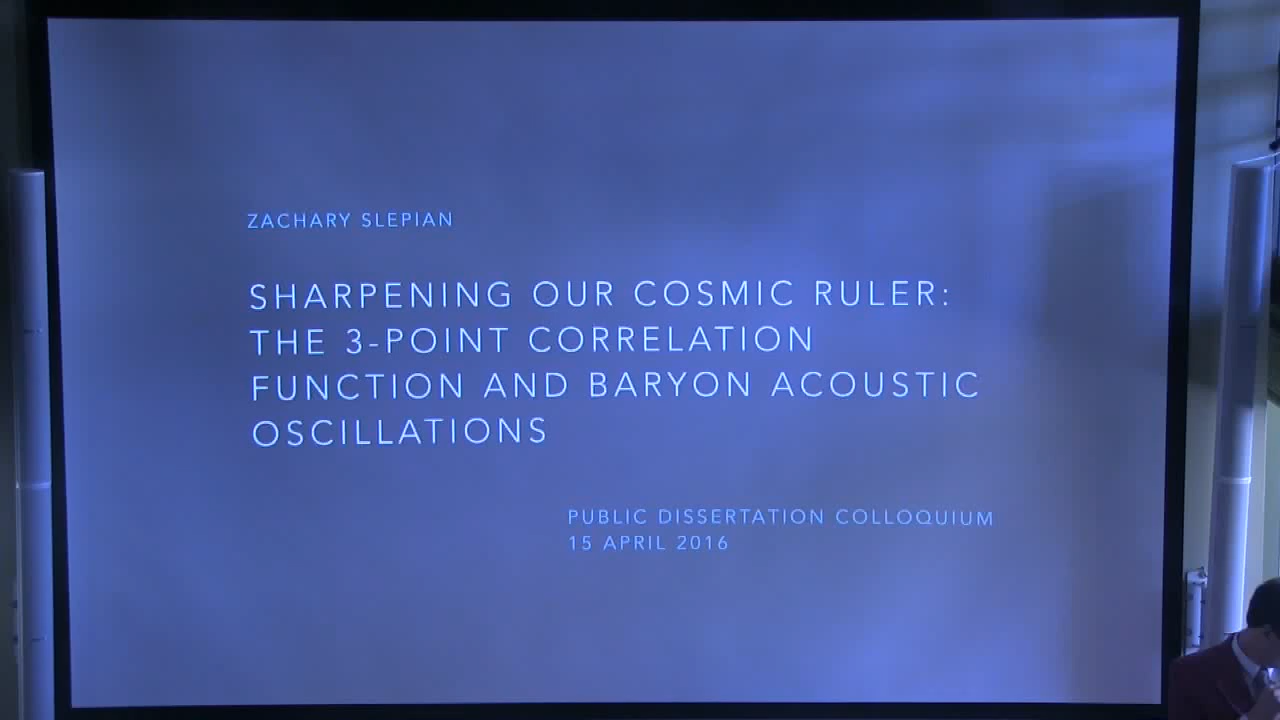 ZACHARY SLEPIAN
SHARPENING OUR COSMIC RULER:
THE 3-POINT CORRELATION
FUNCTION AND BARYON ACOUSTIC
OSCILLATIONS
PUBLIC DISSERTATION COLLOQUIUM
15 APRIL 2016